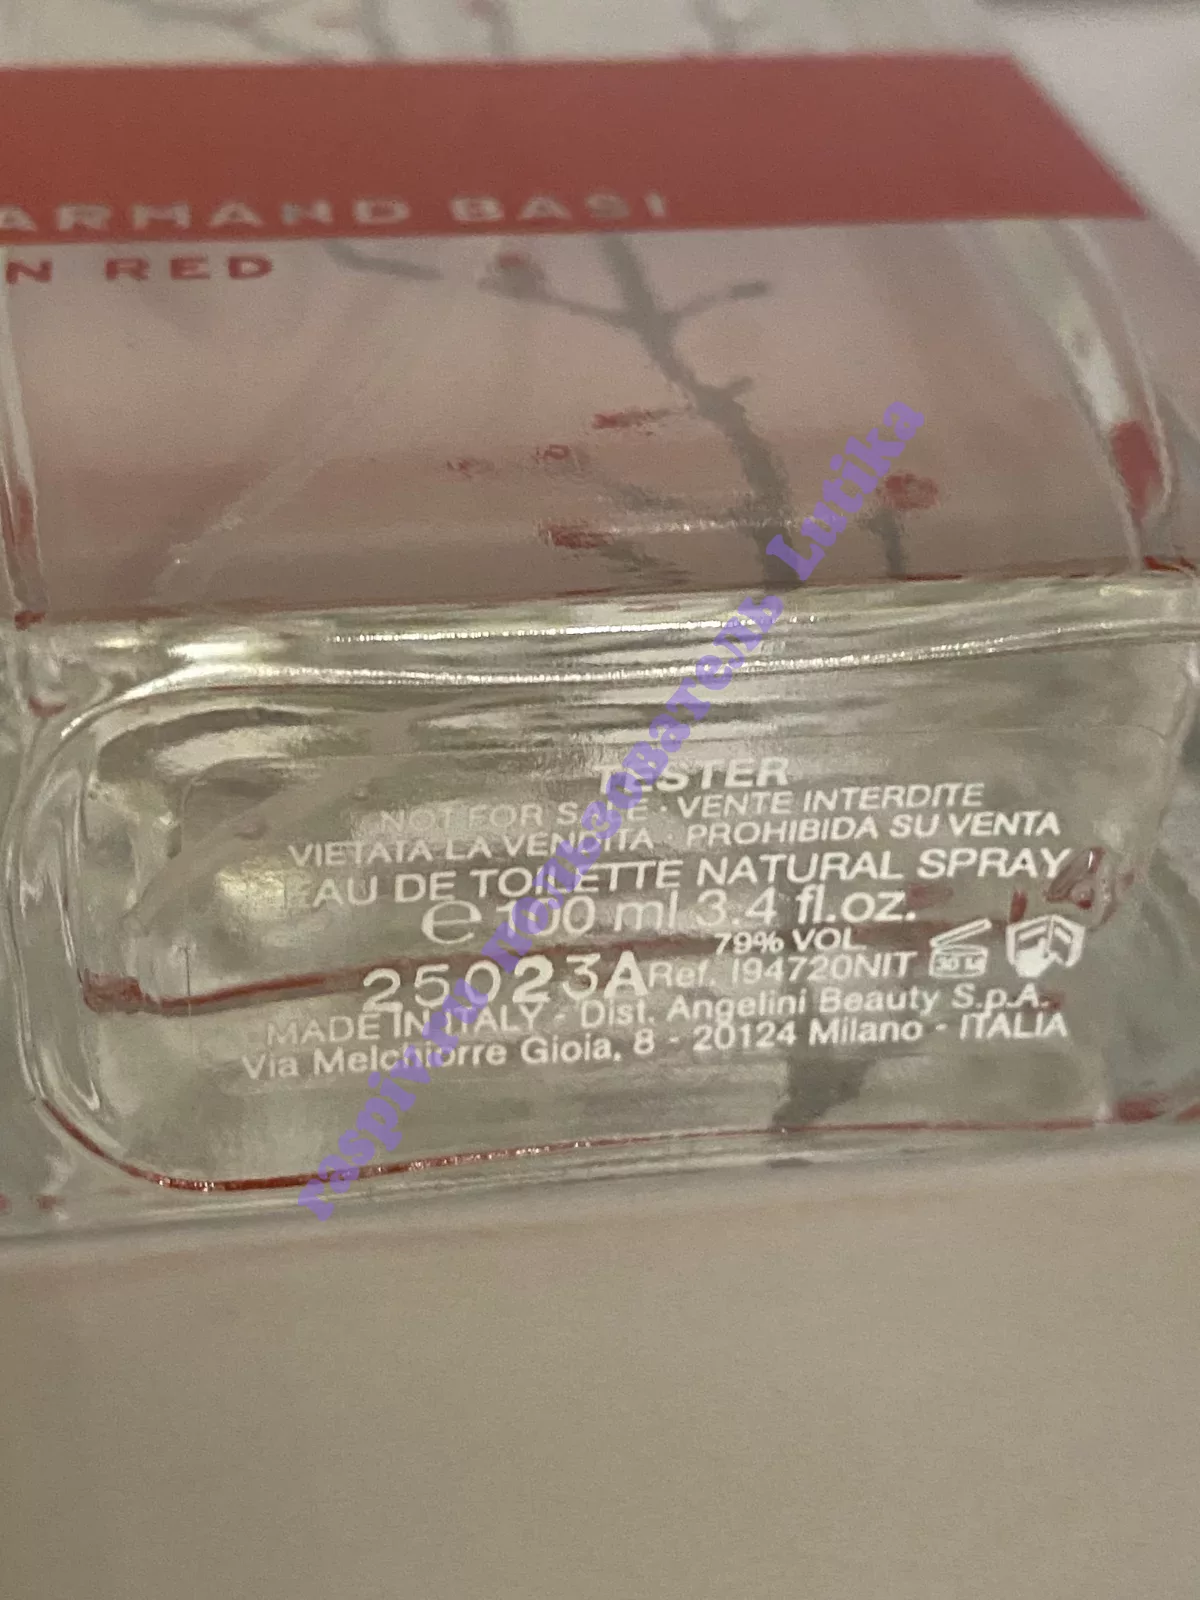 ARMAND BASI
N RED
TESTER
NOT FOR SALE · VENTE INTERDITE
VIETATA LA VENDITA · PROHIBIDA SU VENTA
EAU DE TOILETTE NATURAL SPRAY
e 100 ml 3.4 fl.oz.
79% VOL
25023A Ref. I94720NIT
MADE IN ITALY - Dist. Angelini Beauty S.p.A.
Via Melchiorre Gioia, 8 - 20124 Milano - ITALIA
raspiv.ru пользователь Lutika